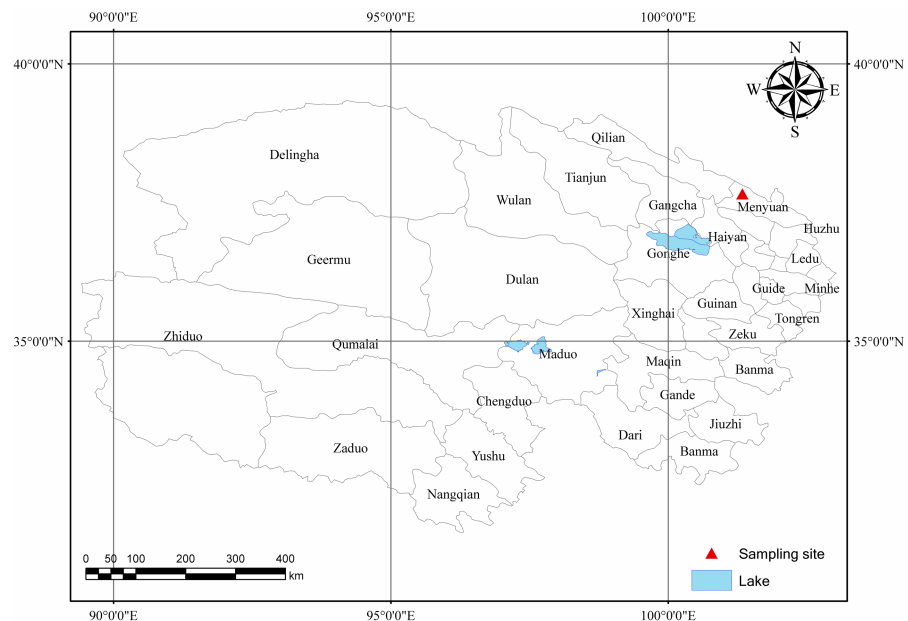 90°0'0"E 95°0'0"E 100°0'0"E
40°0'0"N 40°0'0"N
N
W E
S
Qilian
Delingha
Tianjun
Wulan
Gangcha
Menyuan
Huzhu
Haiyan
Gonghe
Ledu
Geermu
Dulan
Guide Minhe
Guinan
Xinghai
Tongren
Zeku
Zhiduo
Qumalai
35°0'0"N 35°0'0"N
Maduo
Maqin
Banma
Gande
Chengduo
Jiuzhi
Dari
Zaduo
Banma
Yushu
Nangqian
0 50 100 200 300 400
km
Sampling site
Lake
90°0'0"E 95°0'0"E 100°0'0"E